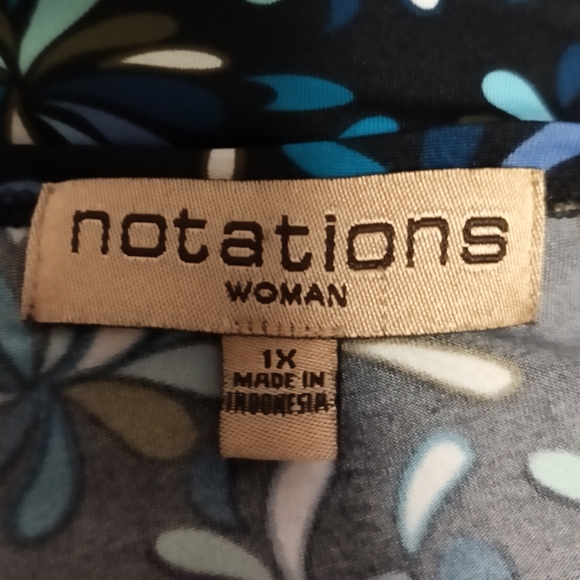 notations
WOMAN
1X
MADE IN
INDONESIA